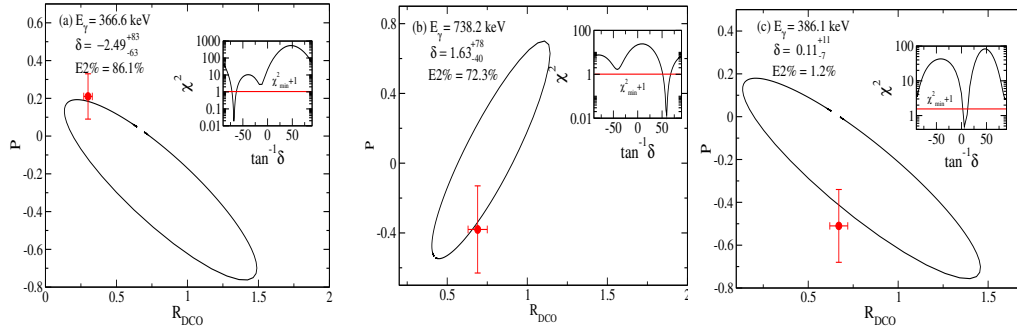 (a) E_γ = 366.6 keV
δ = −2.49 +83 -63
E2% = 86.1%
1000
100
10
1
0.1
0.01
χ²
χ²_min+1
-50 0 50
tan⁻¹δ
0.8
0.6
0.4
0.2
0
-0.2
-0.4
-0.6
-0.8
P
0 0.5 1 1.5 2
R_DCO
(b) E_γ = 738.2 keV
δ = 1.63 +78 -40
E2% = 72.3%
100
1
0.01
χ²
χ²_min+1
-50 0 50
tan⁻¹δ
0.8
0.4
0
-0.4
P
0.5 1 1.5 2
R_DCO
(c) E_γ = 386.1 keV
δ = 0.11 +11 -7
E2% = 1.2%
100
10
1
χ²
χ²_min+1
-50 0 50
tan⁻¹δ
0.6
0.4
0.2
0
-0.2
-0.4
-0.6
-0.8
P
0.5 1 1.5
R_DCO